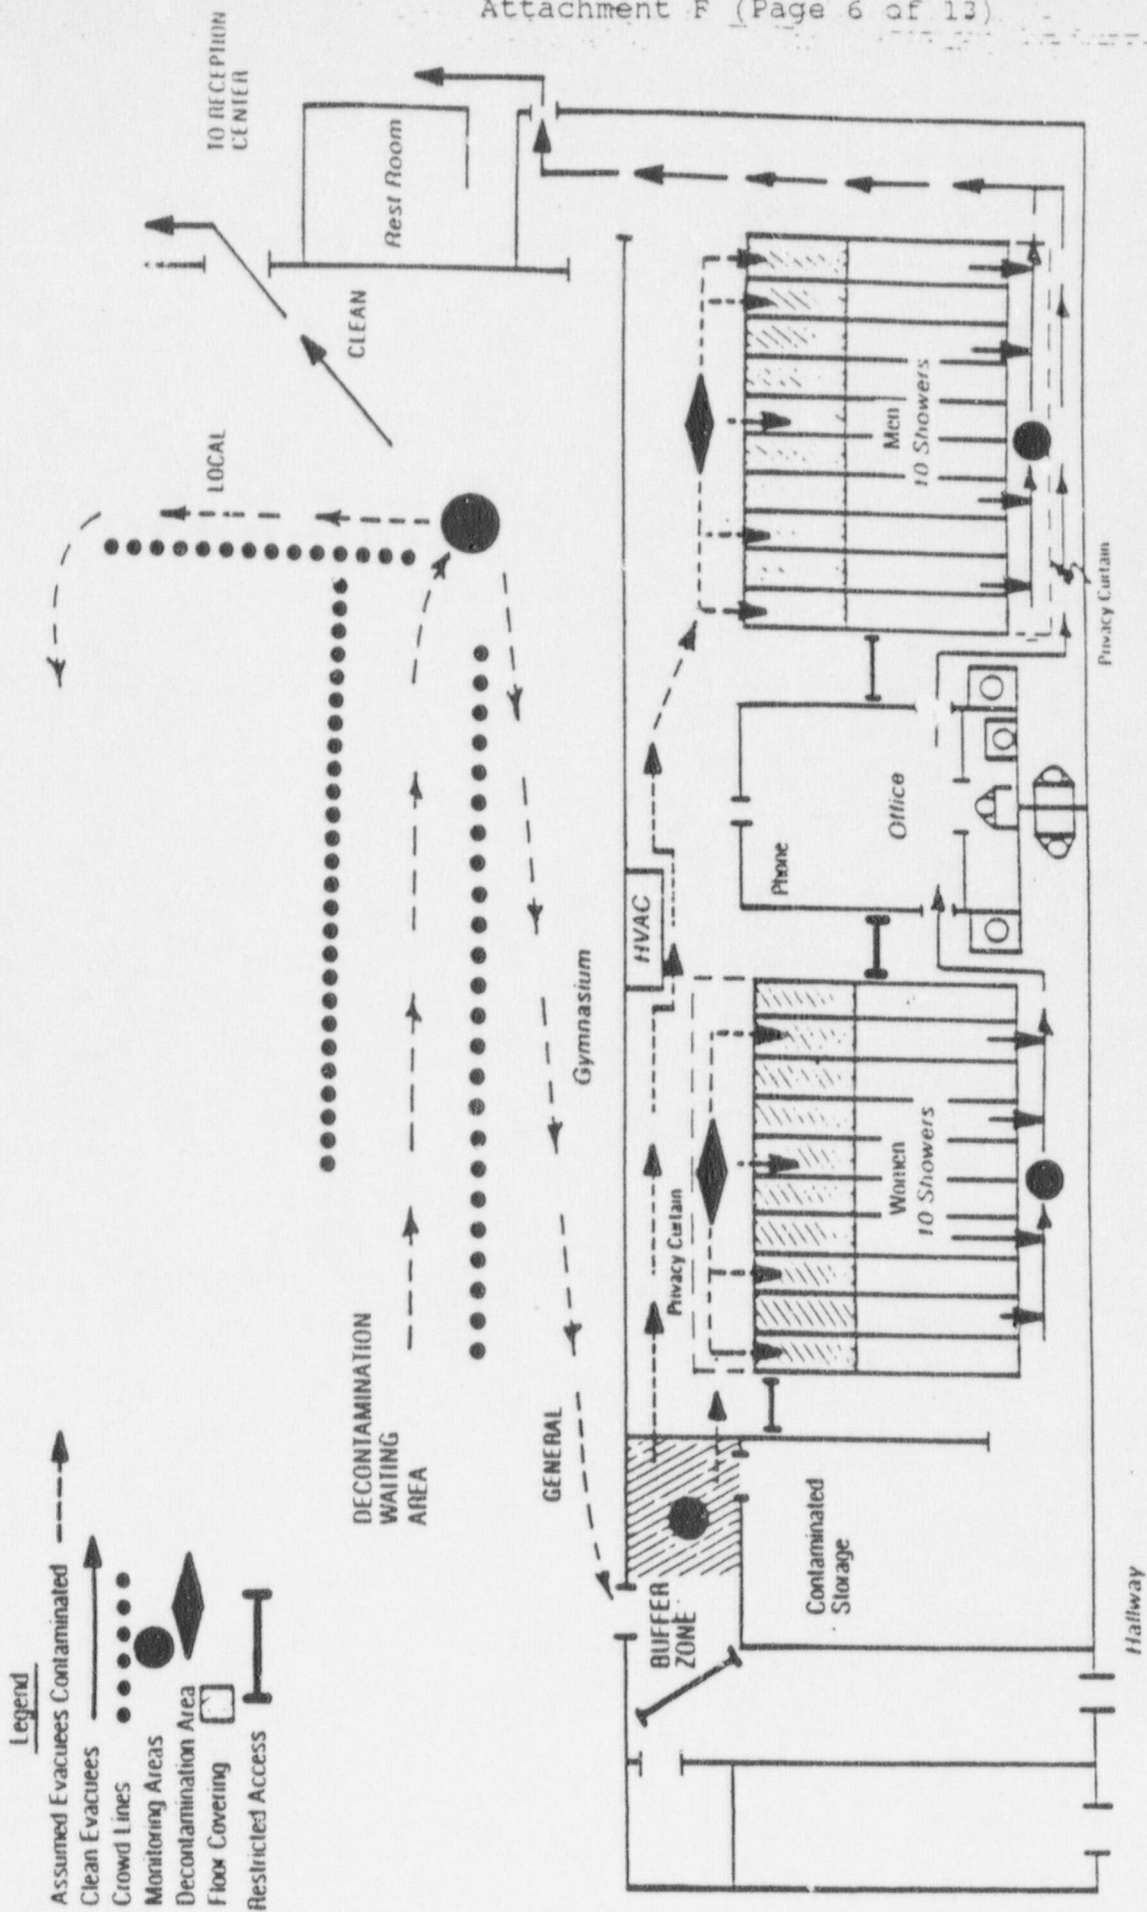 Attachment F (Page 6 of 13)
Legend
Assumed Evacuees Contaminated
Clean Evacuees
Crowd Lines
Monitoring Areas
Decontamination Area
Floor Covering
Restricted Access
TO RECEPTION
CENTER
Rest Room
CLEAN
LOCAL
DECONTAMINATION
WAITING
AREA
GENERAL
Gymnasium
HVAC
BUFFER
ZONE
Privacy Curtain
Contaminated
Storage
Women
10 Showers
Phone
Office
Men
10 Showers
Privacy Curtain
Hallway